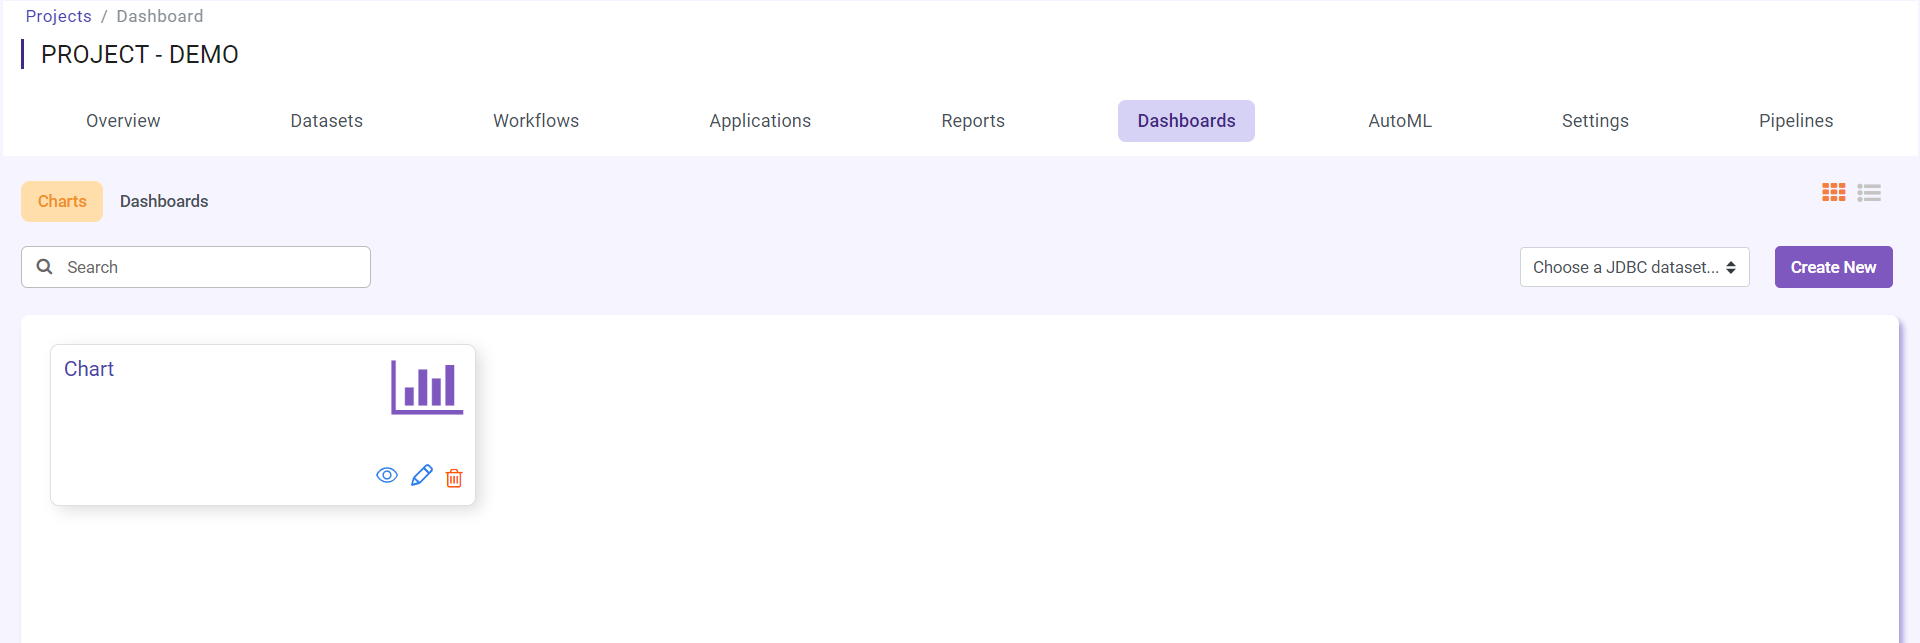 Projects / Dashboard
PROJECT - DEMO
Overview Datasets Workflows Applications Reports Dashboards AutoML Settings Pipelines
Charts Dashboards
Search Choose a JDBC dataset... Create New
Chart